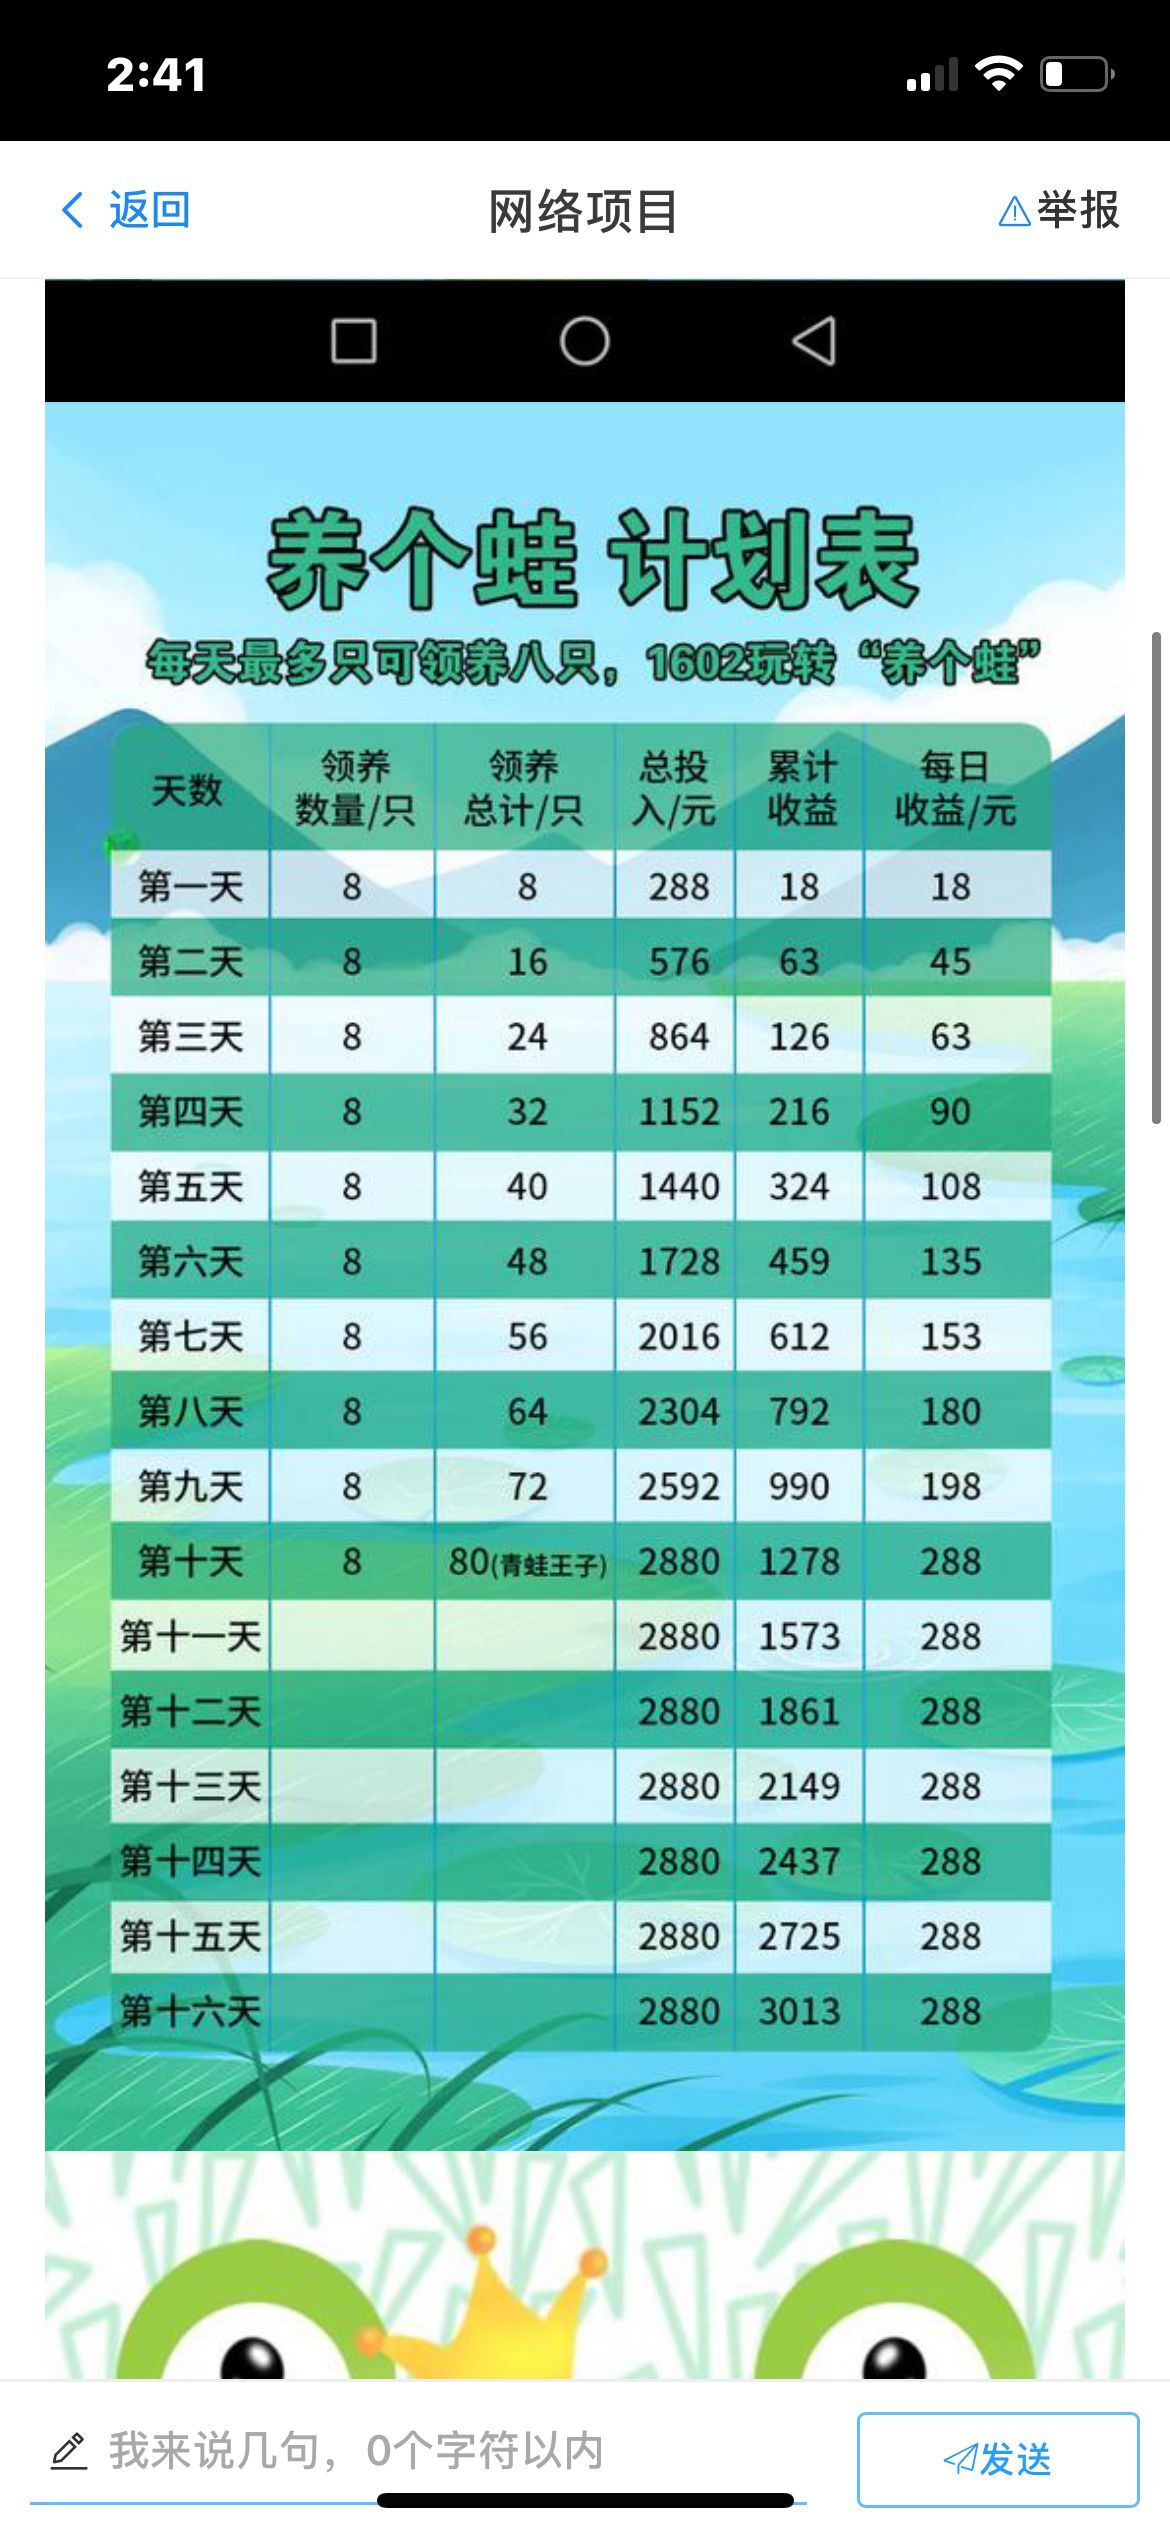 2:41
返回 网络项目 举报
养个蛙 计划表
每天最多只可领养八只，1602玩转“养个蛙”
天数 领养数量/只 领养总计/只 总投入/元 累计收益 每日收益/元
第一天 8 8 288 18 18
第二天 8 16 576 63 45
第三天 8 24 864 126 63
第四天 8 32 1152 216 90
第五天 8 40 1440 324 108
第六天 8 48 1728 459 135
第七天 8 56 2016 612 153
第八天 8 64 2304 792 180
第九天 8 72 2592 990 198
第十天 8 80(青蛙王子) 2880 1278 288
第十一天 2880 1573 288
第十二天 2880 1861 288
第十三天 2880 2149 288
第十四天 2880 2437 288
第十五天 2880 2725 288
第十六天 2880 3013 288
我来说几句，0个字符以内 发送